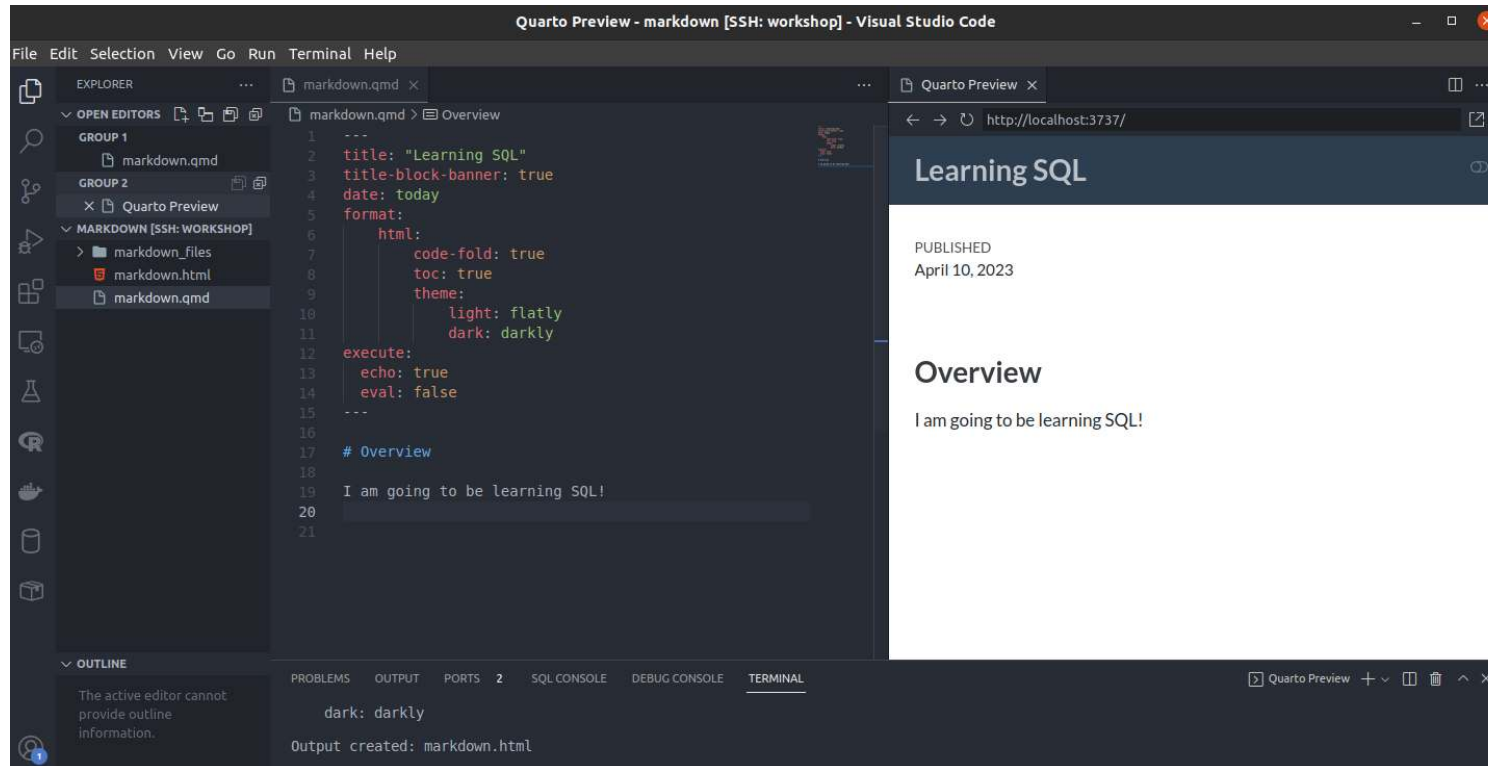 Quarto Preview - markdown [SSH: workshop] - Visual Studio Code
File Edit Selection View Go Run Terminal Help
EXPLORER
OPEN EDITORS
GROUP 1
markdown.qmd
GROUP 2
Quarto Preview
MARKDOWN [SSH: WORKSHOP]
markdown_files
markdown.html
markdown.qmd
OUTLINE
The active editor cannot
provide outline
information.
1
markdown.qmd
markdown.qmd > Overview
1 ---
2 title: "Learning SQL"
3 title-block-banner: true
4 date: today
5 format:
6 html:
7 code-fold: true
8 toc: true
9 theme:
10 light: flatly
11 dark: darkly
12 execute:
13 echo: true
14 eval: false
15 ---
16
17 # Overview
18
19 I am going to be learning SQL!
20
21
Quarto Preview
http://localhost:3737/
Learning SQL
PUBLISHED
April 10, 2023
Overview
I am going to be learning SQL!
PROBLEMS OUTPUT PORTS 2 SQL CONSOLE DEBUG CONSOLE TERMINAL
Quarto Preview
dark: darkly
Output created: markdown.html